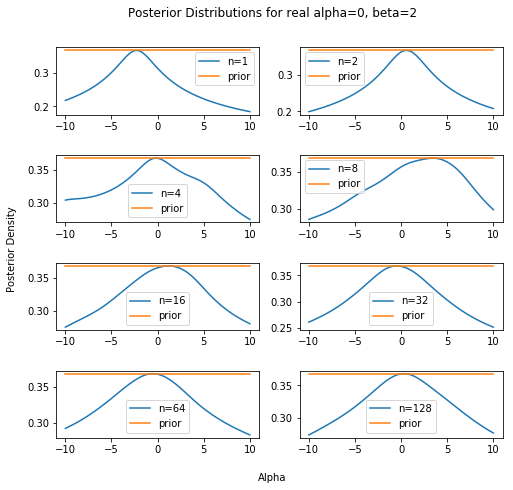 Posterior Distributions for real alpha=0, beta=2
0.3
0.2
n=1
prior
−10 −5 0 5 10
0.3
0.2
n=2
prior
−10 −5 0 5 10
0.35
0.30
n=4
prior
−10 −5 0 5 10
0.35
0.30
n=8
prior
−10 −5 0 5 10
Posterior Density
0.35
0.30
n=16
prior
−10 −5 0 5 10
0.35
0.30
0.25
n=32
prior
−10 −5 0 5 10
0.35
0.30
n=64
prior
−10 −5 0 5 10
0.35
0.30
n=128
prior
−10 −5 0 5 10
Alpha